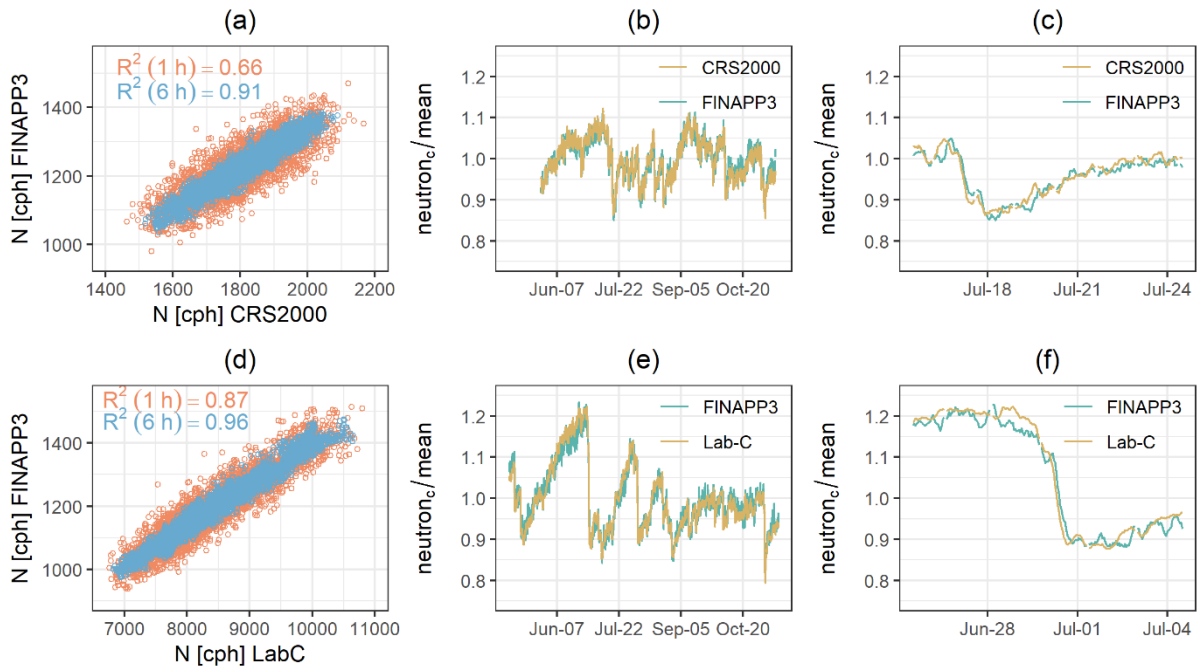 (a)
N [cph] FINAPP3
R² (1 h) = 0.66
R² (6 h) = 0.91
1400
1200
1000
1400 1600 1800 2000 2200
N [cph] CRS2000
(b)
neutron_c/mean
CRS2000
FINAPP3
1.2
1.1
1.0
0.9
0.8
Jun-07 Jul-22 Sep-05 Oct-20
(c)
neutron_c/mean
CRS2000
FINAPP3
1.2
1.1
1.0
0.9
0.8
Jul-18 Jul-21 Jul-24
(d)
N [cph] FINAPP3
R² (1 h) = 0.87
R² (6 h) = 0.96
1400
1200
1000
7000 8000 9000 10000 11000
N [cph] LabC
(e)
neutron_c/mean
FINAPP3
Lab-C
1.2
1.1
1.0
0.9
0.8
Jun-07 Jul-22 Sep-05 Oct-20
(f)
neutron_c/mean
FINAPP3
Lab-C
1.2
1.1
1.0
0.9
0.8
Jun-28 Jul-01 Jul-04